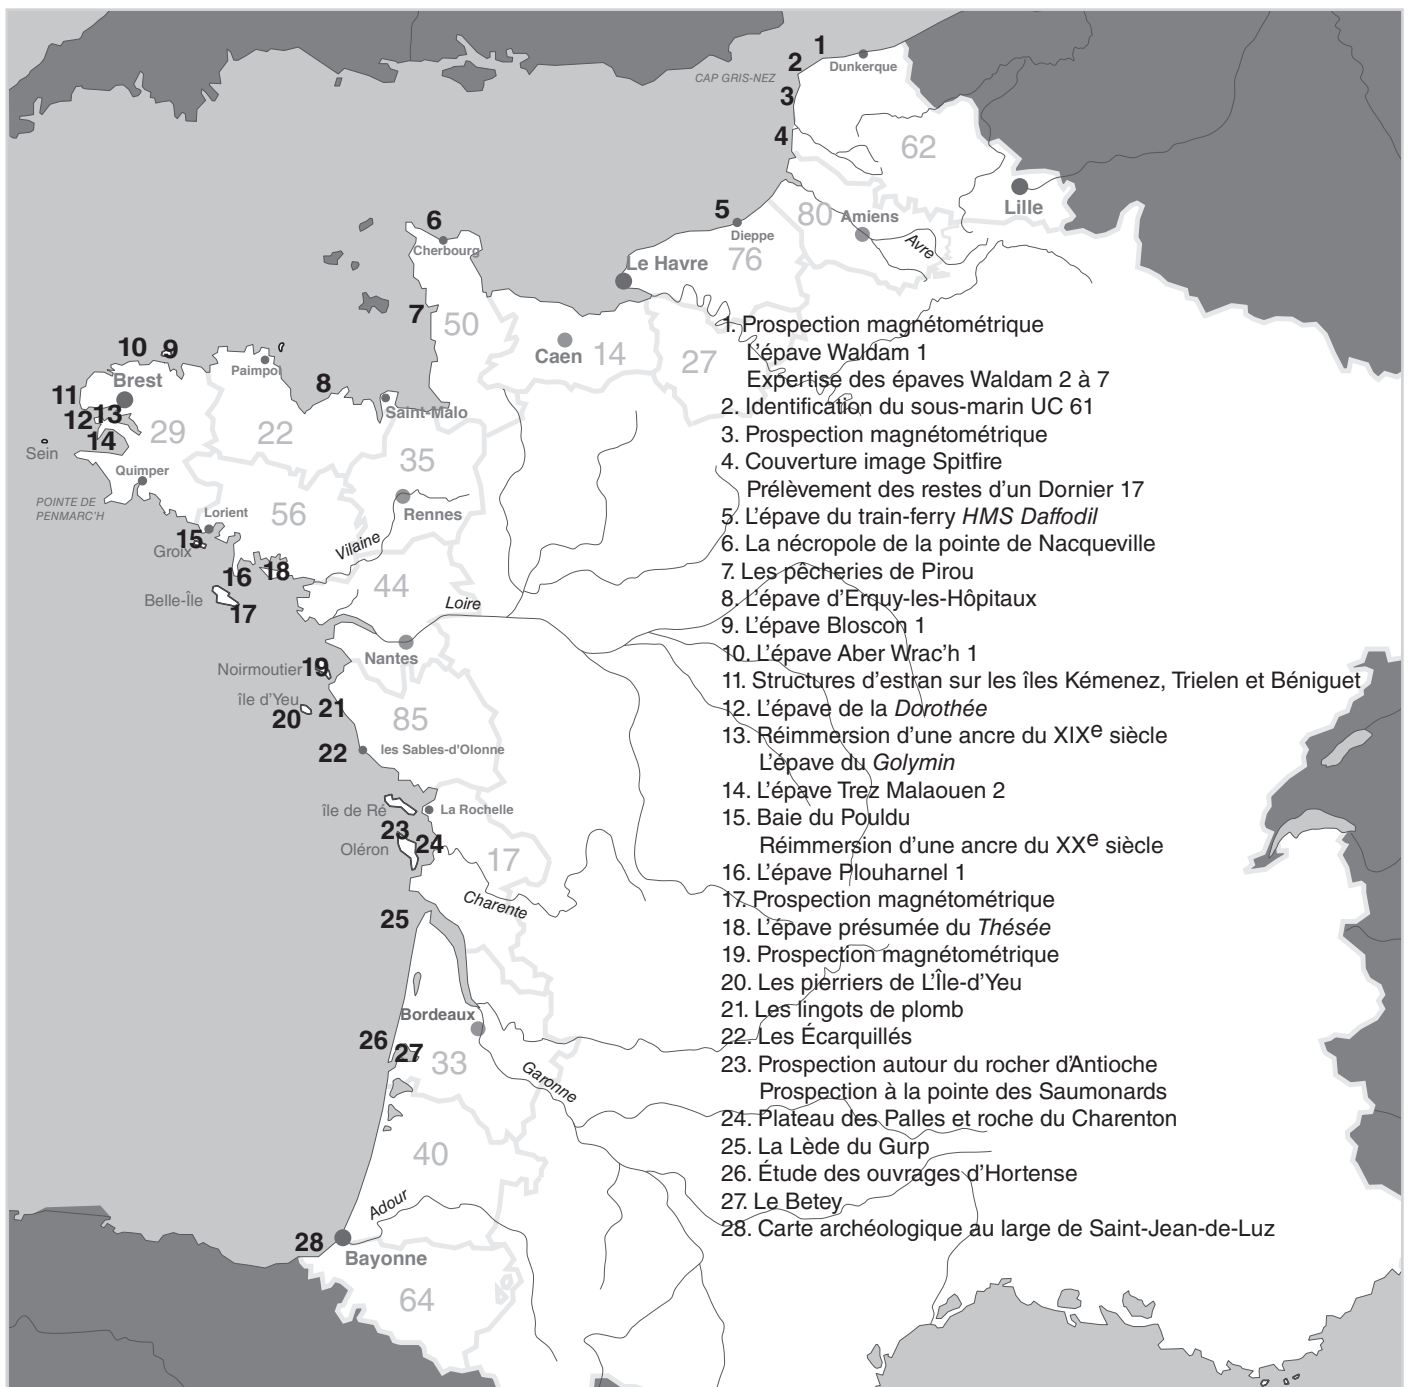 1
2
Dunkerque
CAP GRIS-NEZ
3
4
62
Lille
5
80
Amiens
Dieppe
Avre
76
6
Cherbourg
Le Havre
7
50
Caen
14
27
10
9
Paimpol
Brest
8
11
Saint-Malo
12
13
29
22
14
Sein
35
Quimper
POINTE DE
PENMARC'H
Lorient
56
Rennes
15
Groix
Vilaine
16
18
44
Belle-Île
17
Loire
Nantes
Noirmoutier
19
île d'Yeu
20
21
85
22
les Sables-d'Olonne
île de Ré
La Rochelle
23
24
Oléron
17
Charente
25
Bordeaux
26
27
33
Garonne
40
Adour
28
Bayonne
64
1. Prospection magnétométrique
L'épave Waldam 1
Expertise des épaves Waldam 2 à 7
2. Identification du sous-marin UC 61
3. Prospection magnétométrique
4. Couverture image Spitfire
Prélèvement des restes d'un Dornier 17
5. L'épave du train-ferry HMS Daffodil
6. La nécropole de la pointe de Nacqueville
7. Les pêcheries de Pirou
8. L'épave d'Erquy-les-Hôpitaux
9. L'épave Bloscon 1
10. L'épave Aber Wrac'h 1
11. Structures d'estran sur les îles Kémenez, Trielen et Béniguet
12. L'épave de la Dorothée
13. Réimmersion d'une ancre du XIXe siècle
L'épave du Golymin
14. L'épave Trez Malaouen 2
15. Baie du Pouldu
Réimmersion d'une ancre du XXe siècle
16. L'épave Plouharnel 1
17. Prospection magnétométrique
18. L'épave présumée du Thésée
19. Prospection magnétométrique
20. Les pierriers de L'Île-d'Yeu
21. Les lingots de plomb
22. Les Écarquillés
23. Prospection autour du rocher d'Antioche
Prospection à la pointe des Saumonards
24. Plateau des Palles et roche du Charenton
25. La Lède du Gurp
26. Étude des ouvrages d'Hortense
27. Le Betey
28. Carte archéologique au large de Saint-Jean-de-Luz